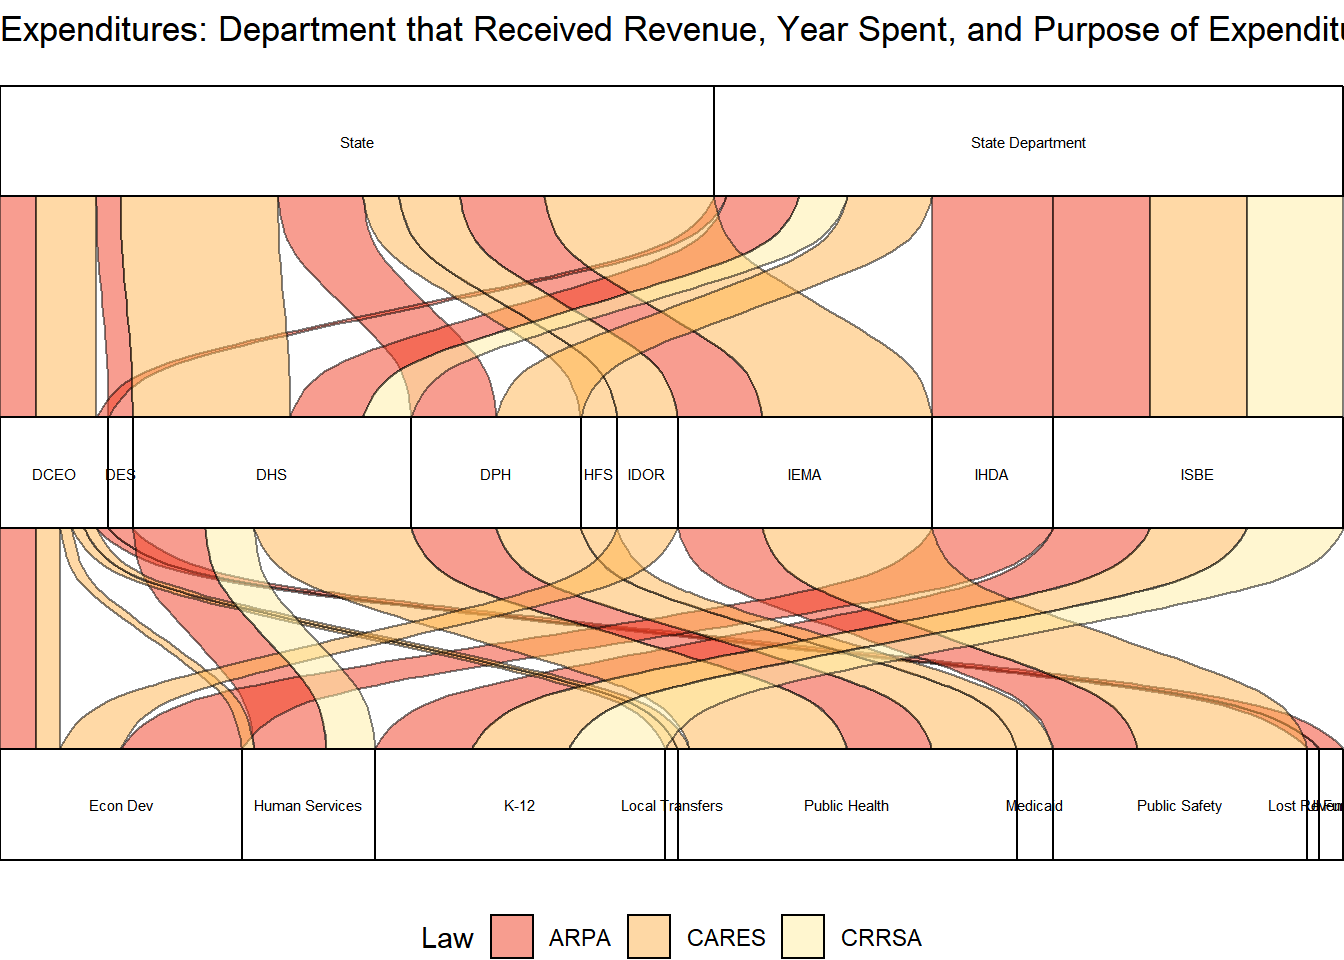 Expenditures: Department that Received Revenue, Year Spent, and Purpose of
State State Department
DCEO DES DHS DPH HFS IDOR IEMA IHDA ISBE
Econ Dev Human Services K-12 Local Transfers Public Health Medicaid Public Safety Lost
Law ARPA CARES CRRSA